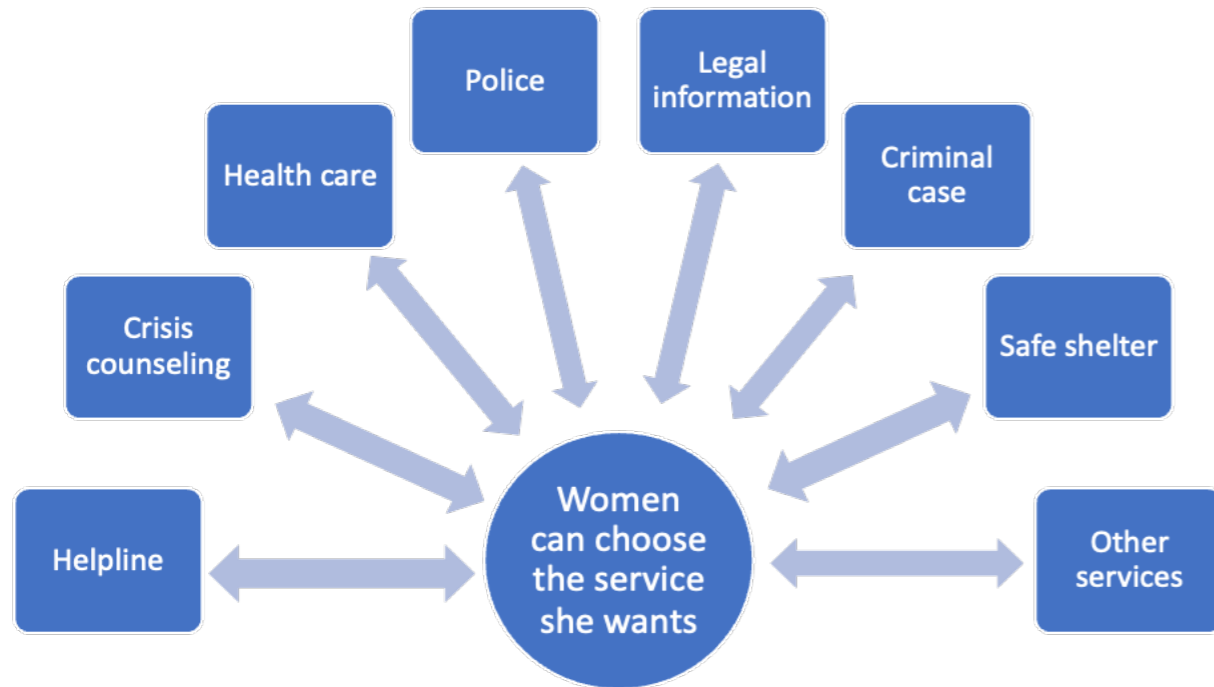 Police
Legal
information
Health care
Criminal
case
Crisis
counseling
Safe shelter
Helpline
Women
can choose
the service
she wants
Other
services